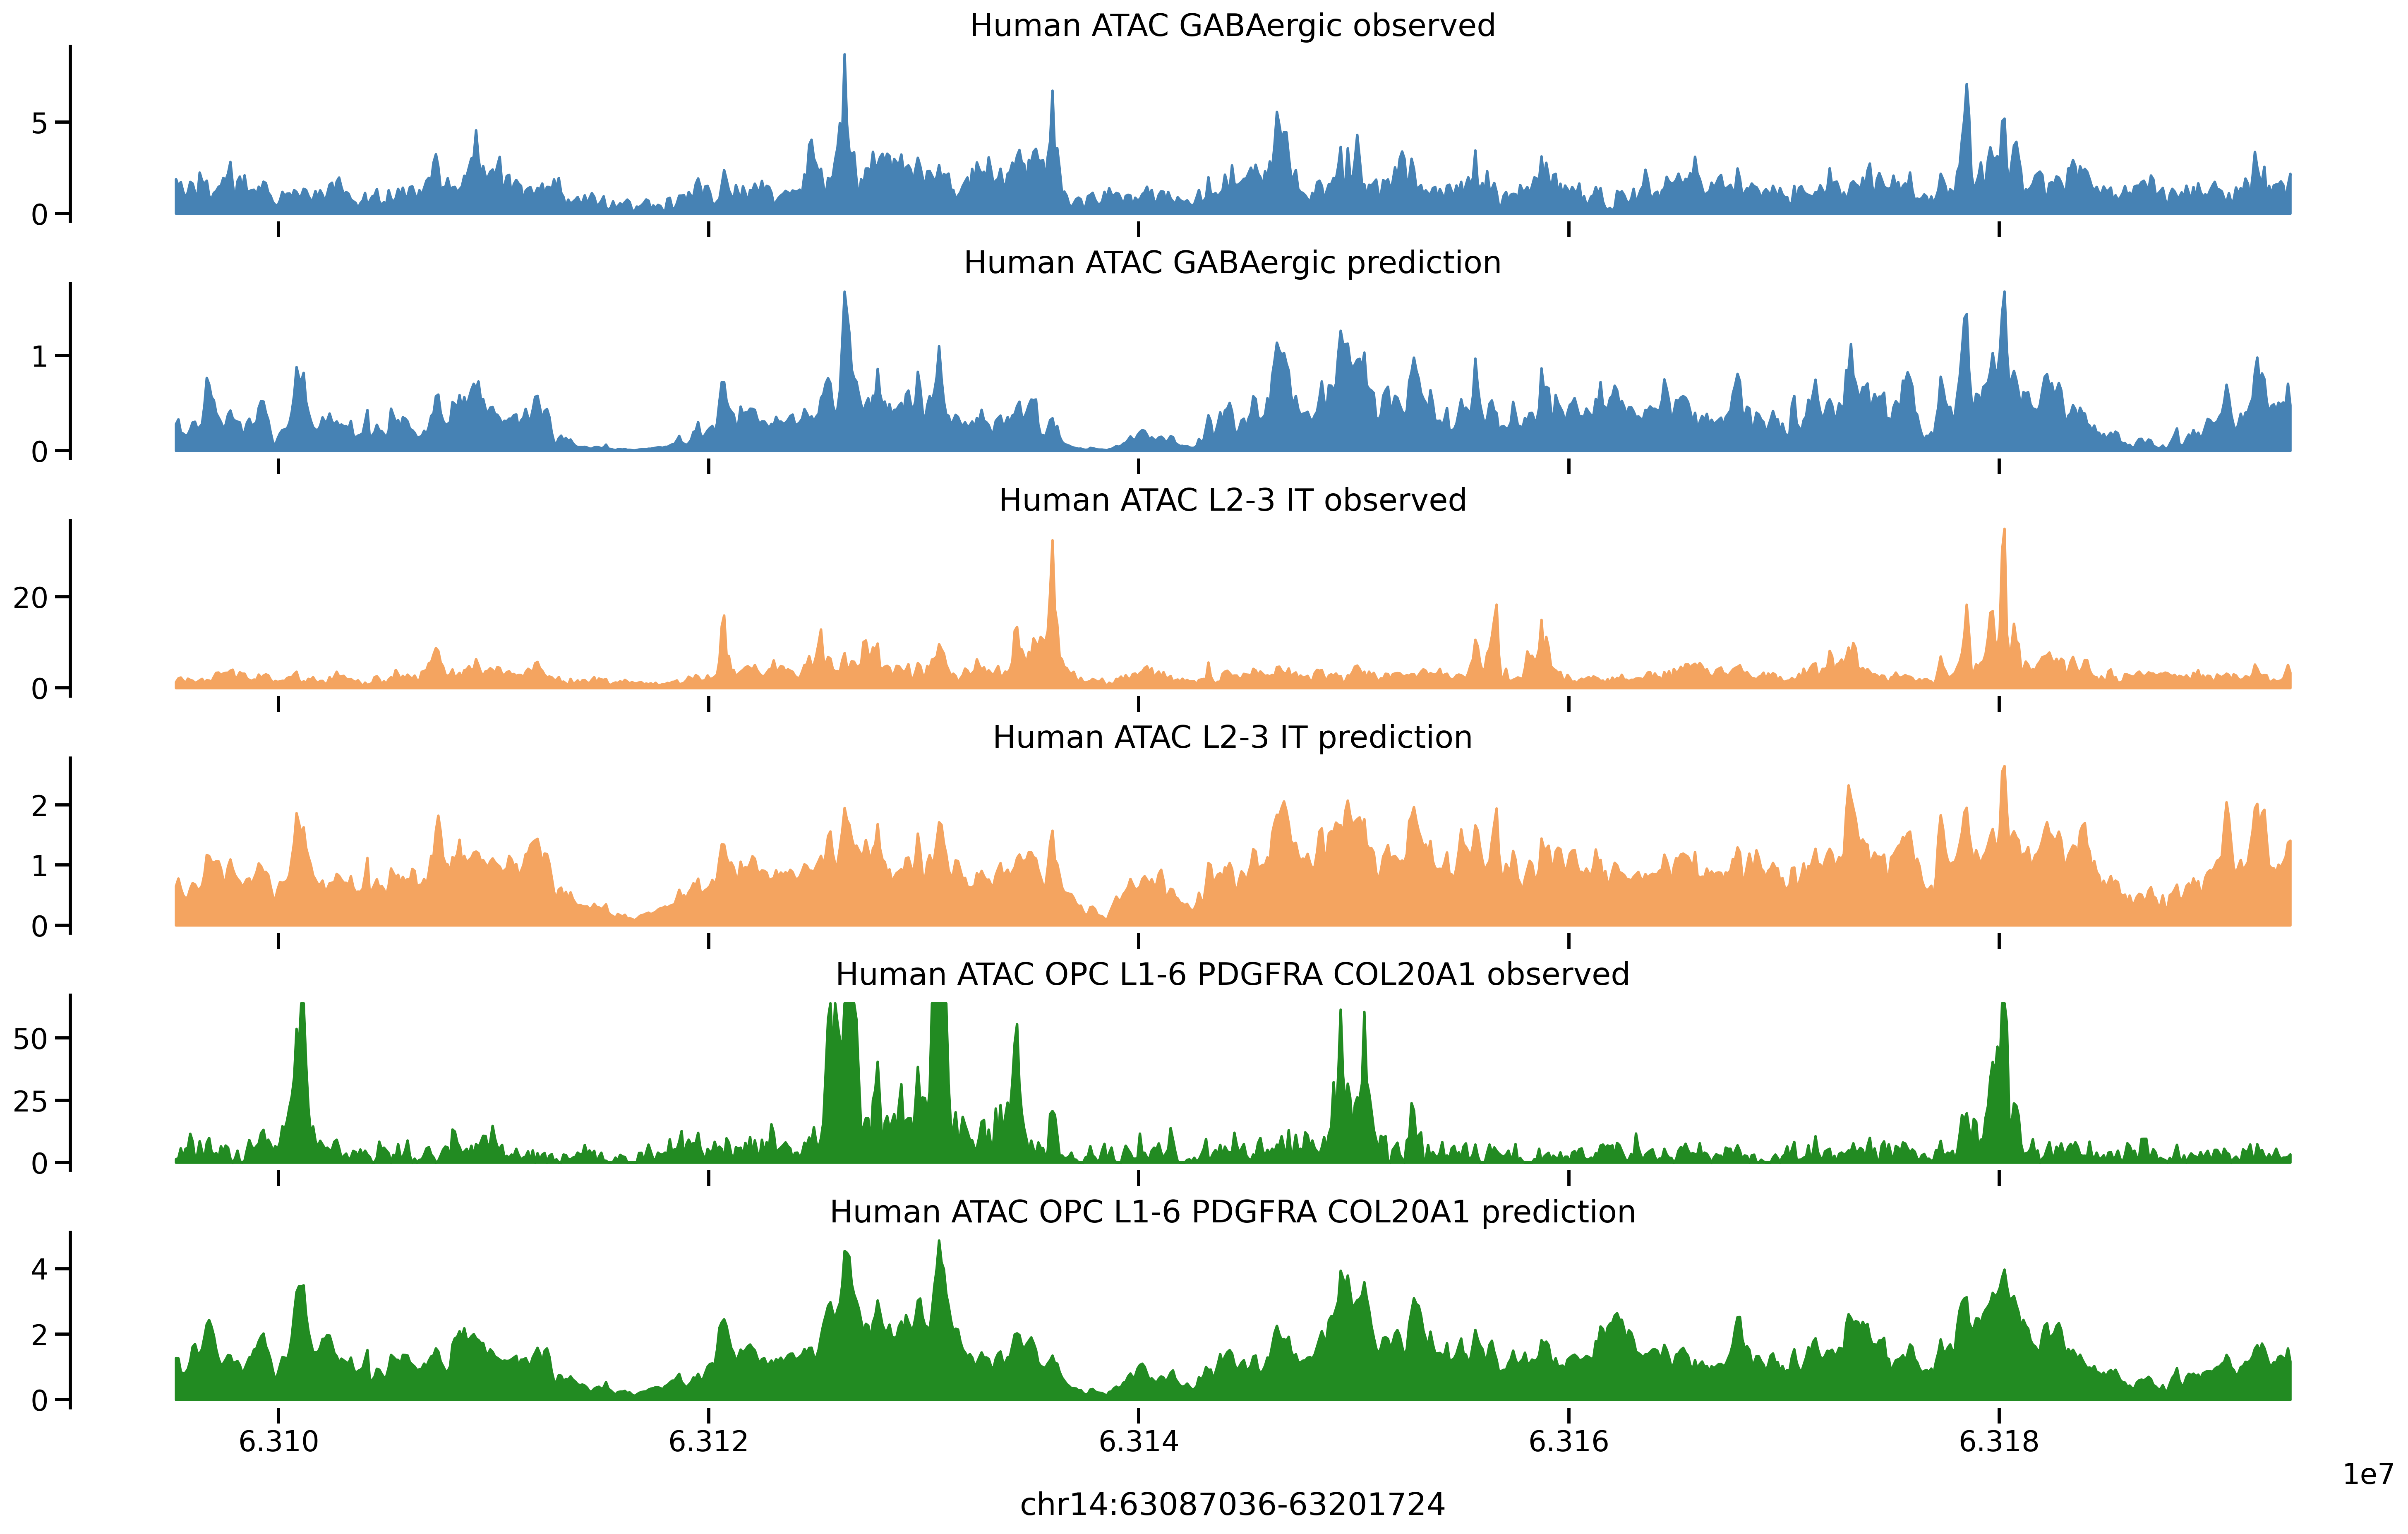 Human ATAC GABAergic observed
5
0
Human ATAC GABAergic prediction
1
0
Human ATAC L2-3 IT observed
20
0
Human ATAC L2-3 IT prediction
2
1
0
Human ATAC OPC L1-6 PDGFRA COL20A1 observed
50
25
0
Human ATAC OPC L1-6 PDGFRA COL20A1 prediction
4
2
0
6.310 6.312 6.314 6.316 6.318
1e7
chr14:63087036-63201724